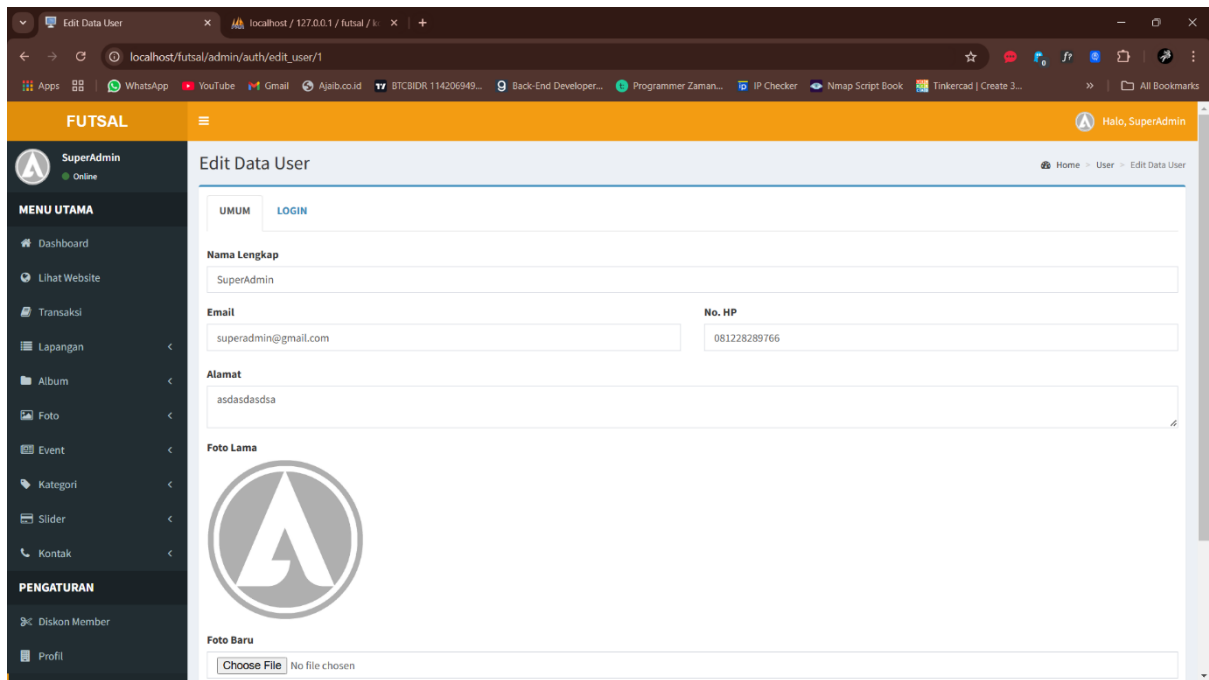 Edit Data User
localhost / 127.0.0.1 / futsal /
localhost/futsal/admin/auth/edit_user/1
Apps WhatsApp YouTube Gmail Ajaib.co.id BTCBIDR 114206949... Back-End Developer... Programmer Zaman... IP Checker Nmap Script Book Tinkercad | Create 3... » All Bookmarks
FUTSAL
Halo, SuperAdmin
SuperAdmin
Online
Edit Data User
Home > User > Edit Data User
MENU UTAMA
Dashboard
Lihat Website
Transaksi
Lapangan
Album
Foto
Event
Kategori
Slider
Kontak
PENGATURAN
Diskon Member
Profil
UMUM LOGIN
Nama Lengkap
SuperAdmin
Email No. HP
superadmin@gmail.com 081228289766
Alamat
asdasdasdsa
Foto Lama
Foto Baru
Choose File No file chosen